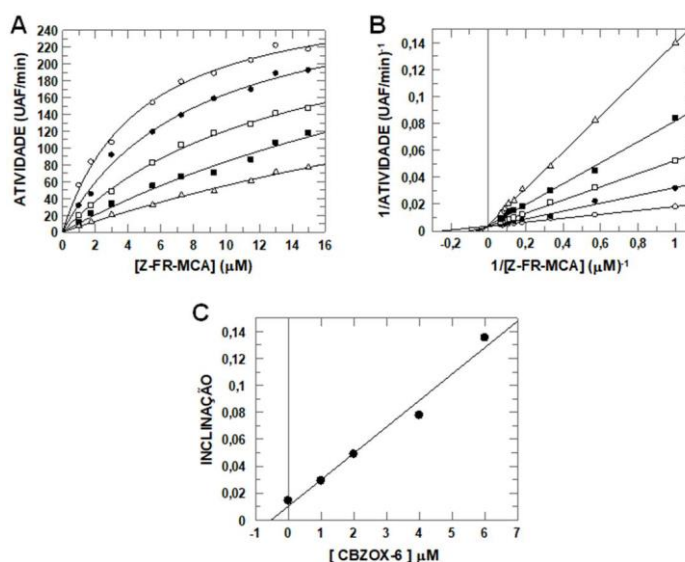 A
240
220
200
180
160
140
120
100
80
60
40
20
0
0 2 4 6 8 10 12 14 16
ATIVIDADE (UAF/min)
[Z-FR-MCA] (µM)
B
0,14
0,12
0,10
0,08
0,06
0,04
0,02
0
-0,2 0 0,2 0,4 0,6 0,8 1
1/ATIVIDADE (UAF/min)-1
1/[Z-FR-MCA] (µM)-1
C
0,14
0,12
0,10
0,08
0,06
0,04
0,02
0
-1 0 1 2 3 4 5 6 7
INCLINAÇÃO
[ CBZOX-6 ] µM